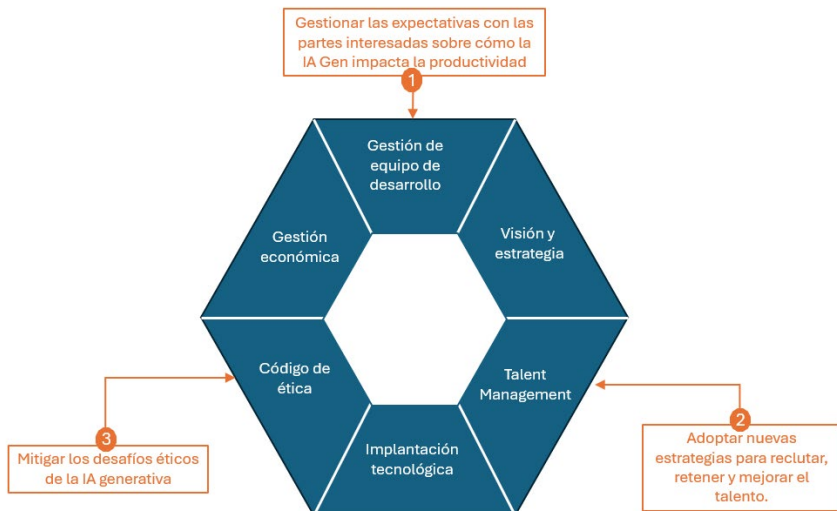 Gestionar las expectativas con las
partes interesadas sobre cómo la
IA Gen impacta la productividad
1
Gestión de
equipo de
desarrollo
Gestión
económica
Visión y
estrategia
Código de
ética
Talent
Management
Implantación
tecnológica
3
Mitigar los desafíos éticos
de la IA generativa
2
Adoptar nuevas
estrategias para reclutar,
retener y mejorar el
talento.